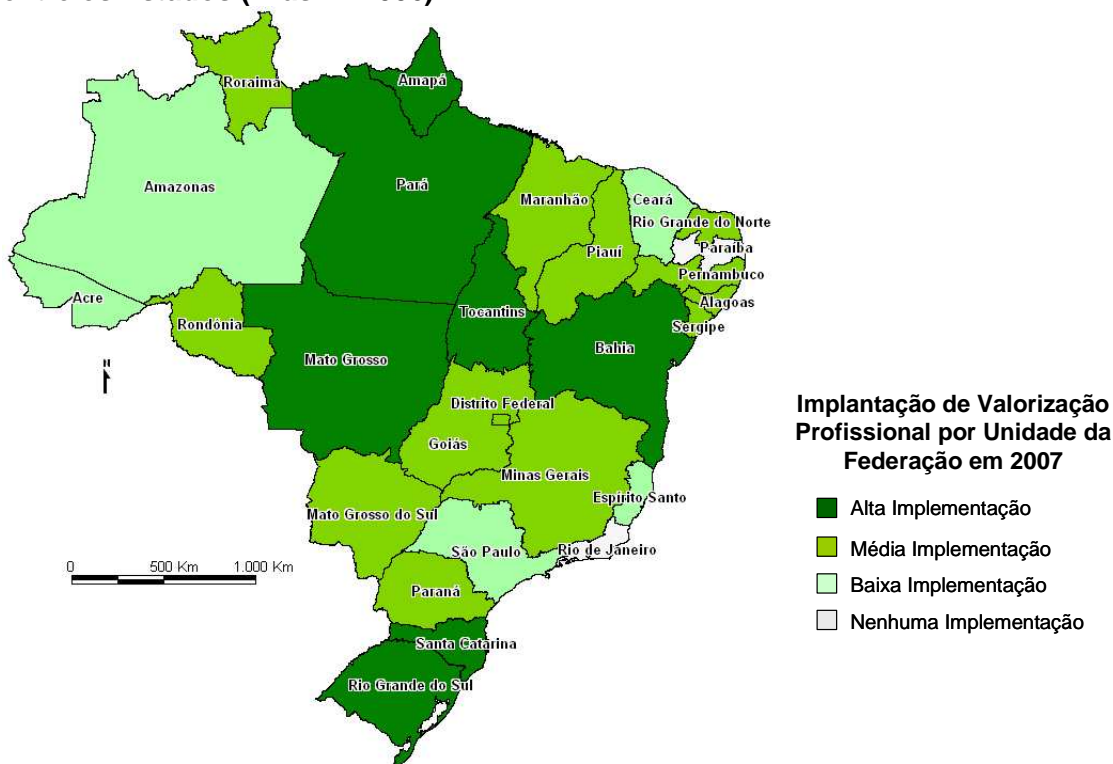 Roraima
Amapá
Amazonas
Pará
Maranhão
Ceará
Rio Grande do Norte
Paraíba
Piauí
Pernambuco
Acre
Alagoas
Tocantins
Sergipe
Rondônia
Bahia
Mato Grosso
N
Distrito Federal
Goiás
Minas Gerais
Espírito Santo
Mato Grosso do Sul
São Paulo
Rio de Janeiro
0 500 Km 1.000 Km
Paraná
Santa Catarina
Rio Grande do Sul
Implantação de Valorização
Profissional por Unidade da
Federação em 2007
Alta Implementação
Média Implementação
Baixa Implementação
Nenhuma Implementação